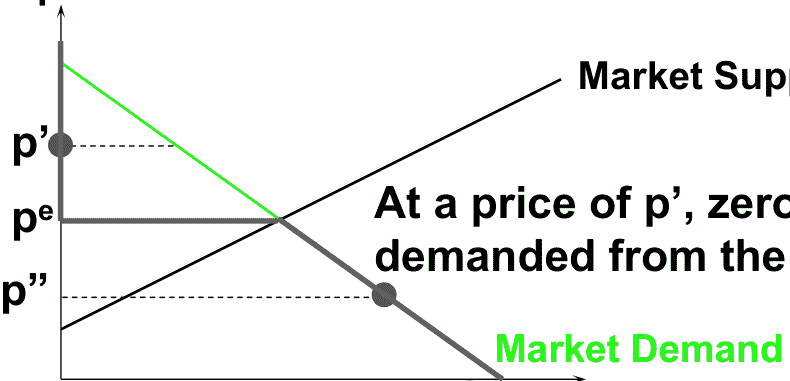 Market Supp
p’
At a price of p’, zero
pe
demanded from the
p”
Market Demand